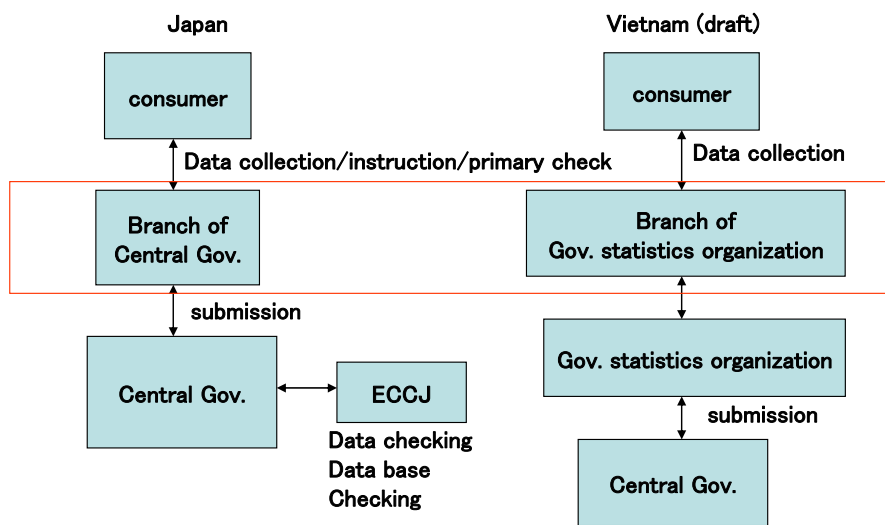 Japan
Vietnam (draft)
consumer
consumer
Data collection/instruction/primary check
Data collection
Branch of
Central Gov.
Branch of
Gov. statistics organization
submission
Central Gov.
ECCJ
Gov. statistics organization
Data checking
Data base
Checking
submission
Central Gov.